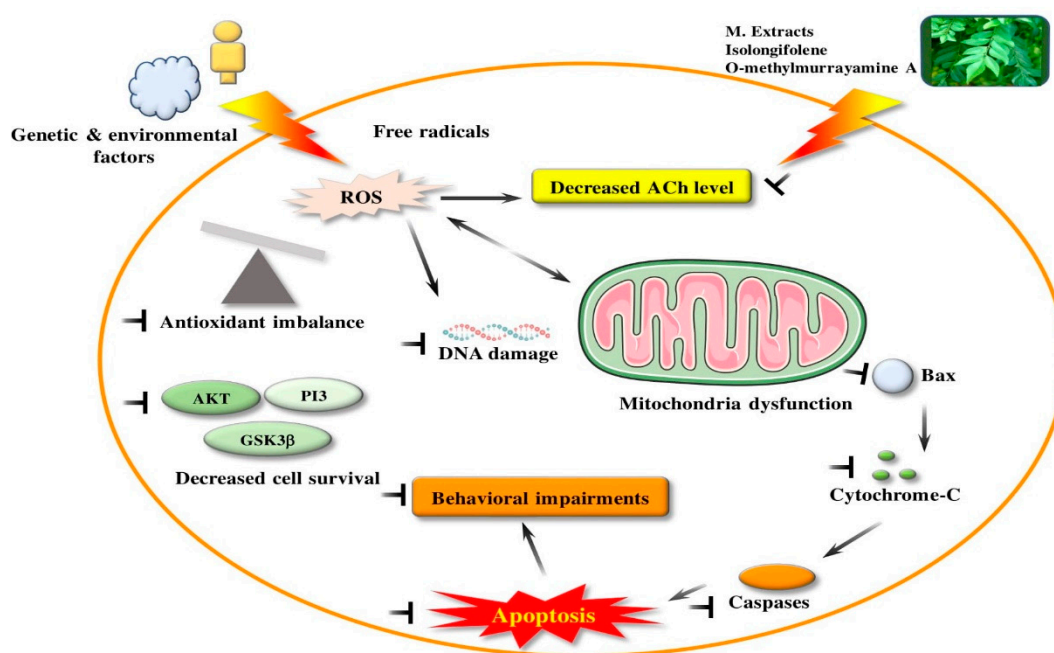 M. Extracts
Isolongifolene
O-methylmurrayamine A
Genetic & environmental
factors
Free radicals
ROS
Decreased ACh level
Antioxidant imbalance
DNA damage
Mitochondria dysfunction
Bax
AKT
PI3
GSK3β
Decreased cell survival
Behavioral impairments
Cytochrome-C
Caspases
Apoptosis